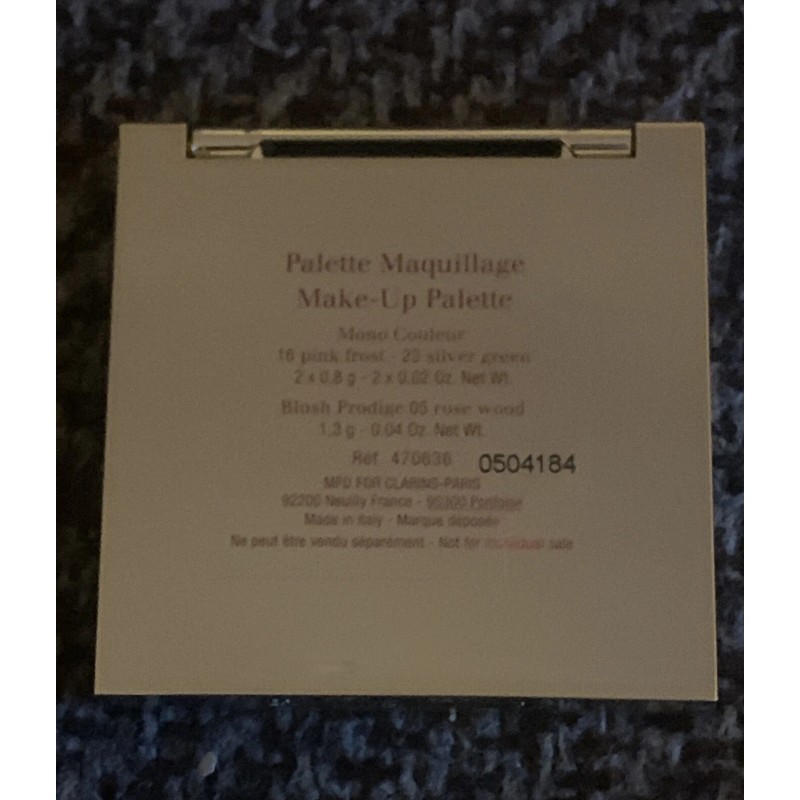 Palette Maquillage
Make-Up Palette
Mono Couleur
16 pink frost - 23 silver green
2 x 0.8 g - 2 x 0.02 Oz. Net Wt.
Blush Prodige 05 rose wood
1.3 g - 0.04 Oz. Net Wt.
Réf. 470636 0504184
MFD FOR CLARINS-PARIS
92200 Neuilly France - 95300 Pontoise
Made in Italy - Marque déposée
Ne peut être vendu séparément - Not for individual sale